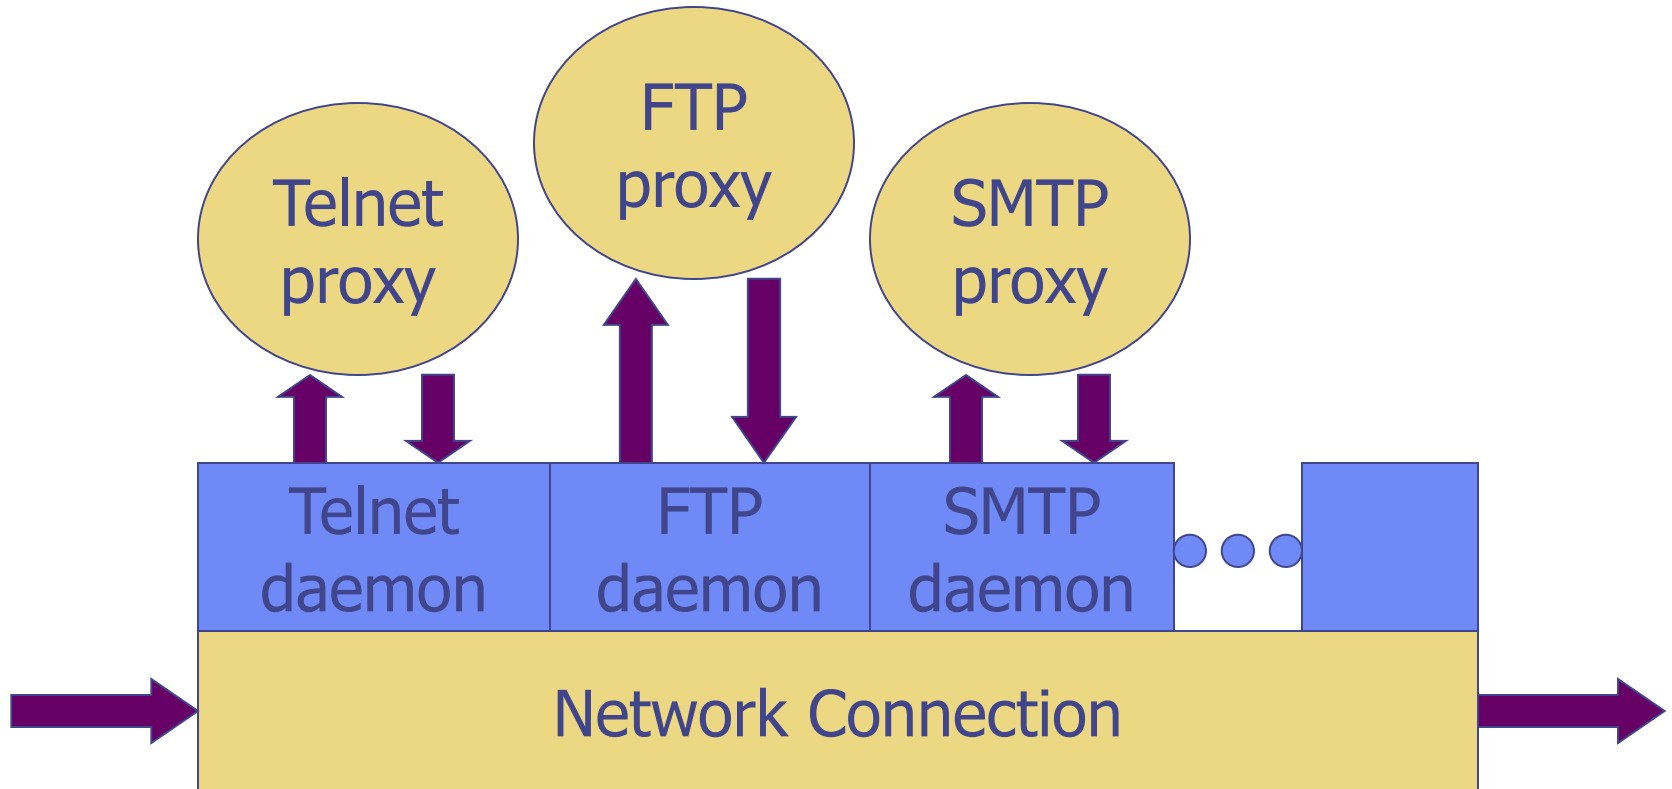 FTP
proxy
Telnet
proxy
SMTP
proxy
Telnet
daemon
FTP
daemon
SMTP
daemon
Network Connection